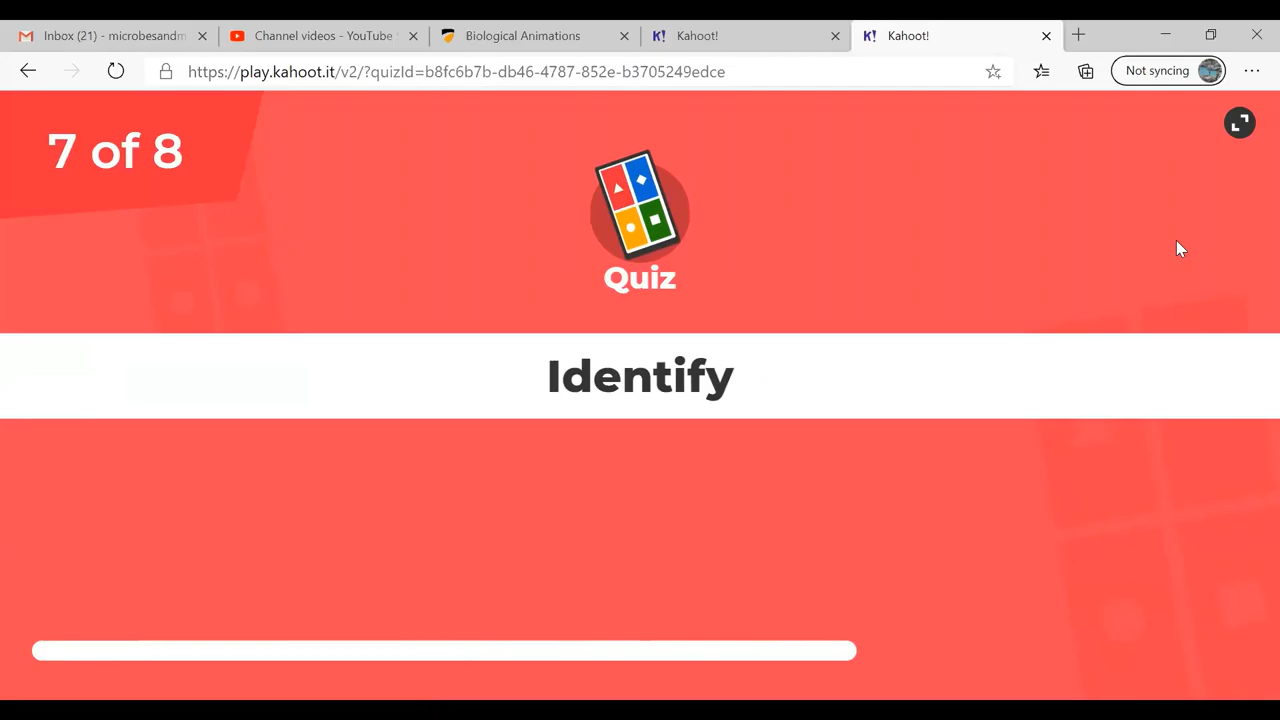 Inbox (21) - microbesandm
Channel videos - YouTube
Biological Animations
K! Kahoot!
K! Kahoot!
https://play.kahoot.it/v2/?quizId=b8fc6b7b-db46-4787-852e-b3705249edce
Not syncing
7 of 8
Quiz
Identify